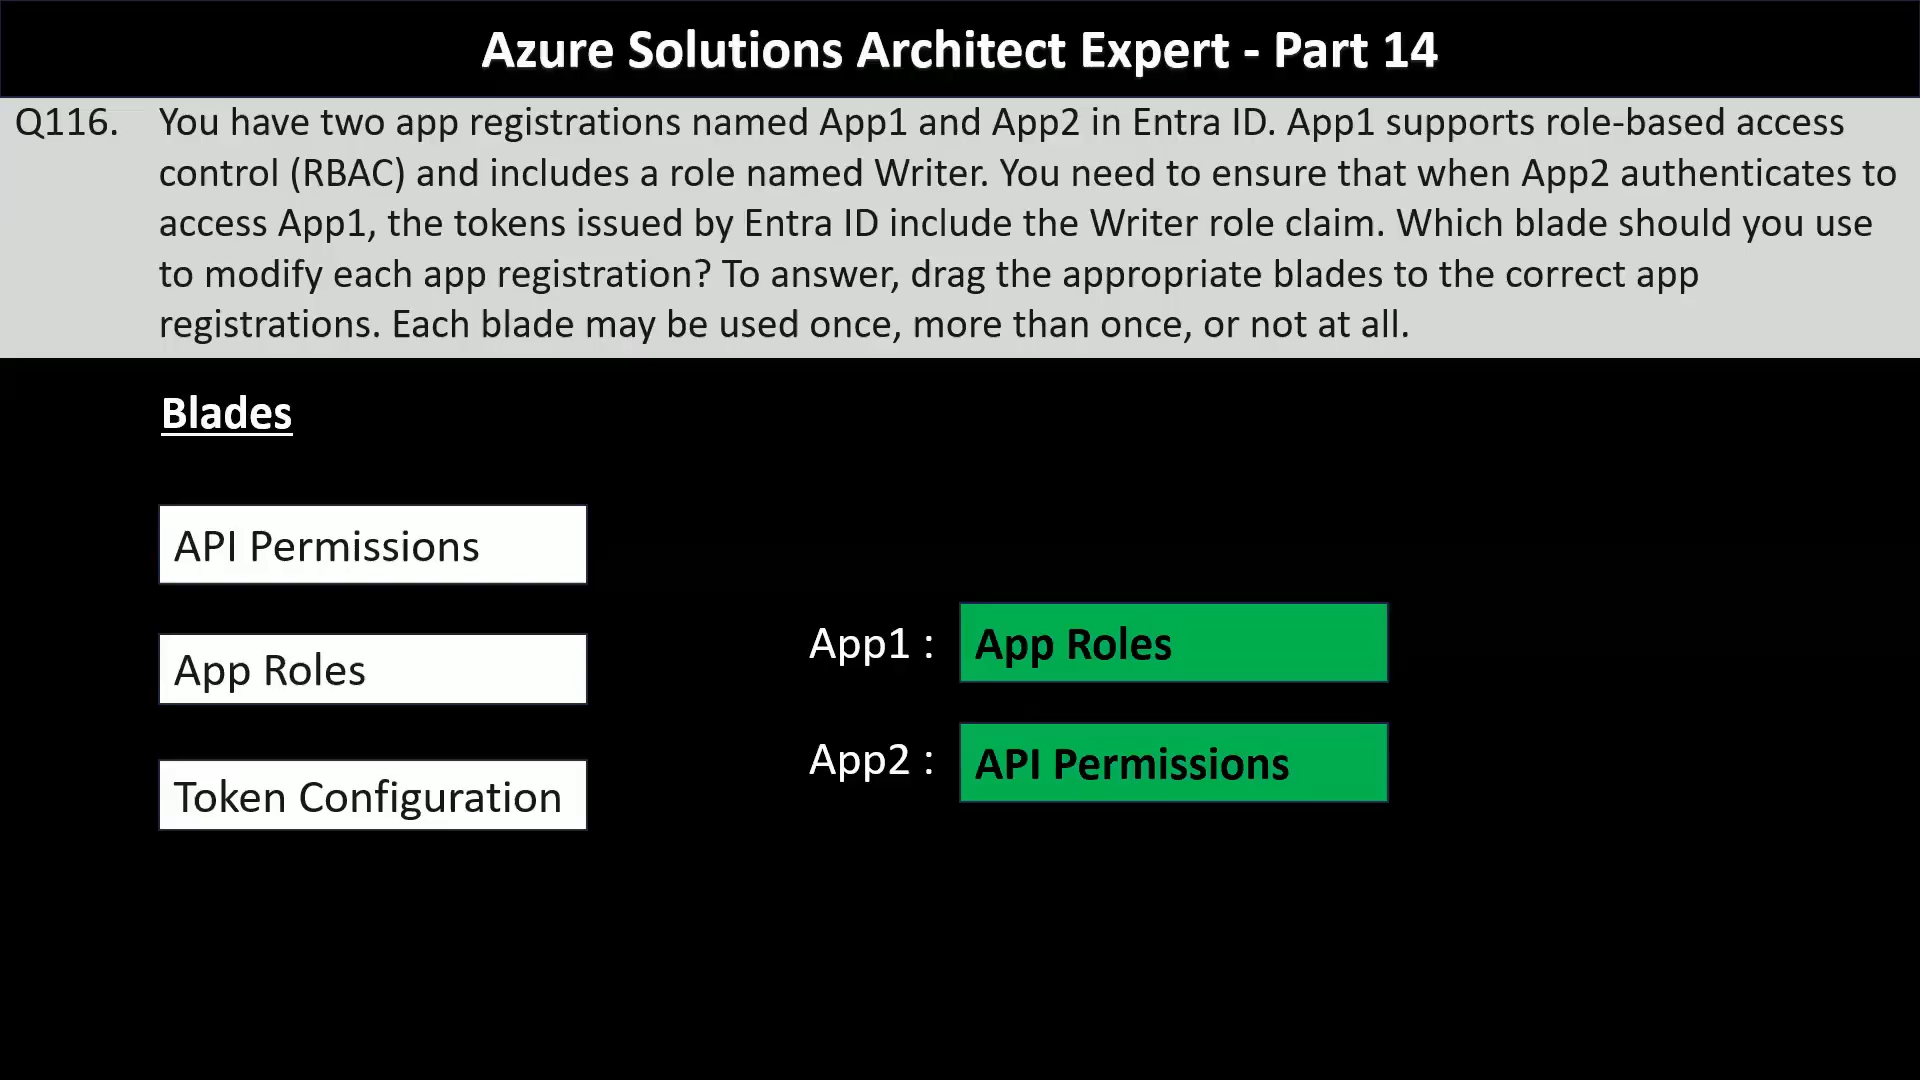 Azure Solutions Architect Expert - Part 14
Q116. You have two app registrations named App1 and App2 in Entra ID. App1 supports role-based access
control (RBAC) and includes a role named Writer. You need to ensure that when App2 authenticates to
access App1, the tokens issued by Entra ID include the Writer role claim. Which blade should you use
to modify each app registration? To answer, drag the appropriate blades to the correct app
registrations. Each blade may be used once, more than once, or not at all.
Blades
API Permissions
App Roles
Token Configuration
App1 : App Roles
App2 : API Permissions